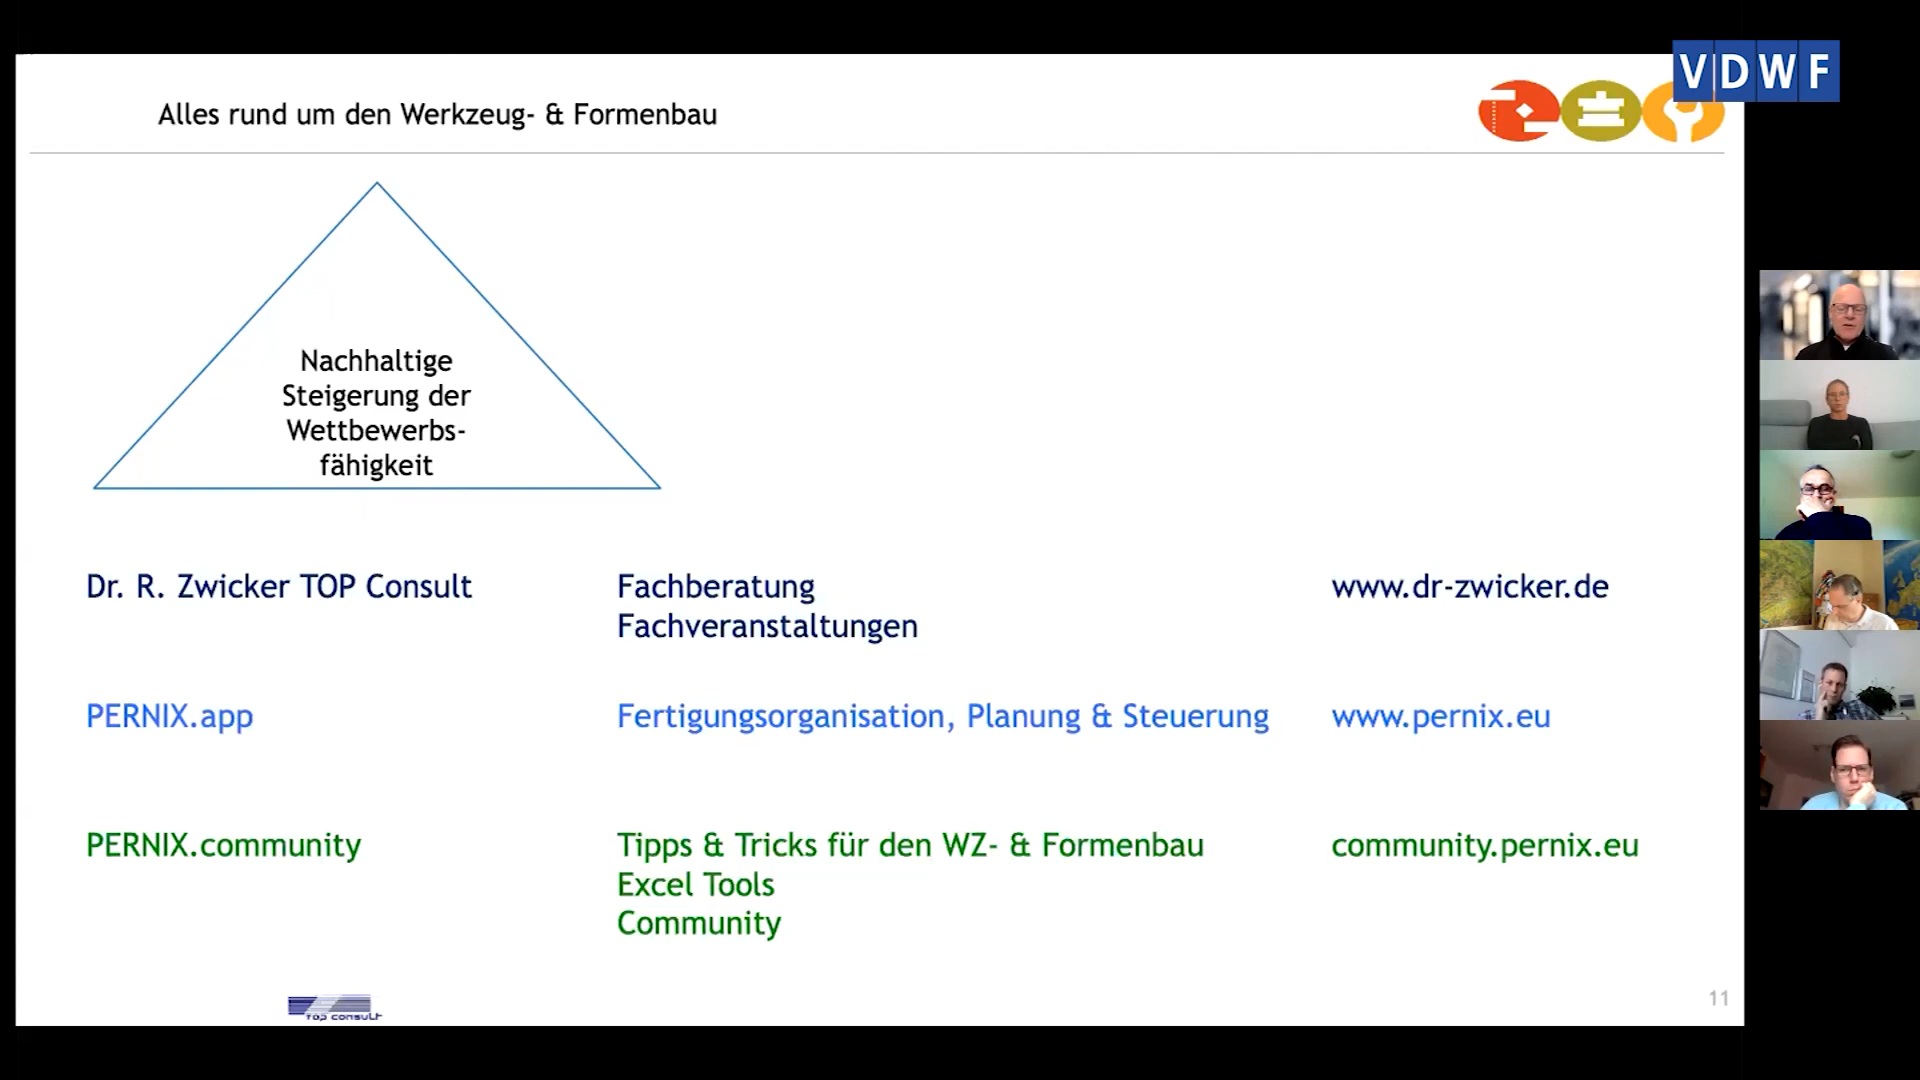 VDWF
Alles rund um den Werkzeug- & Formenbau
Nachhaltige
Steigerung der
Wettbewerbs-
fähigkeit
Dr. R. Zwicker TOP Consult
Fachberatung
Fachveranstaltungen
www.dr-zwicker.de
PERNIX.app
Fertigungsorganisation, Planung & Steuerung
www.pernix.eu
PERNIX.community
Tipps & Tricks für den WZ- & Formenbau
Excel Tools
Community
community.pernix.eu
TOP CONSULT
11